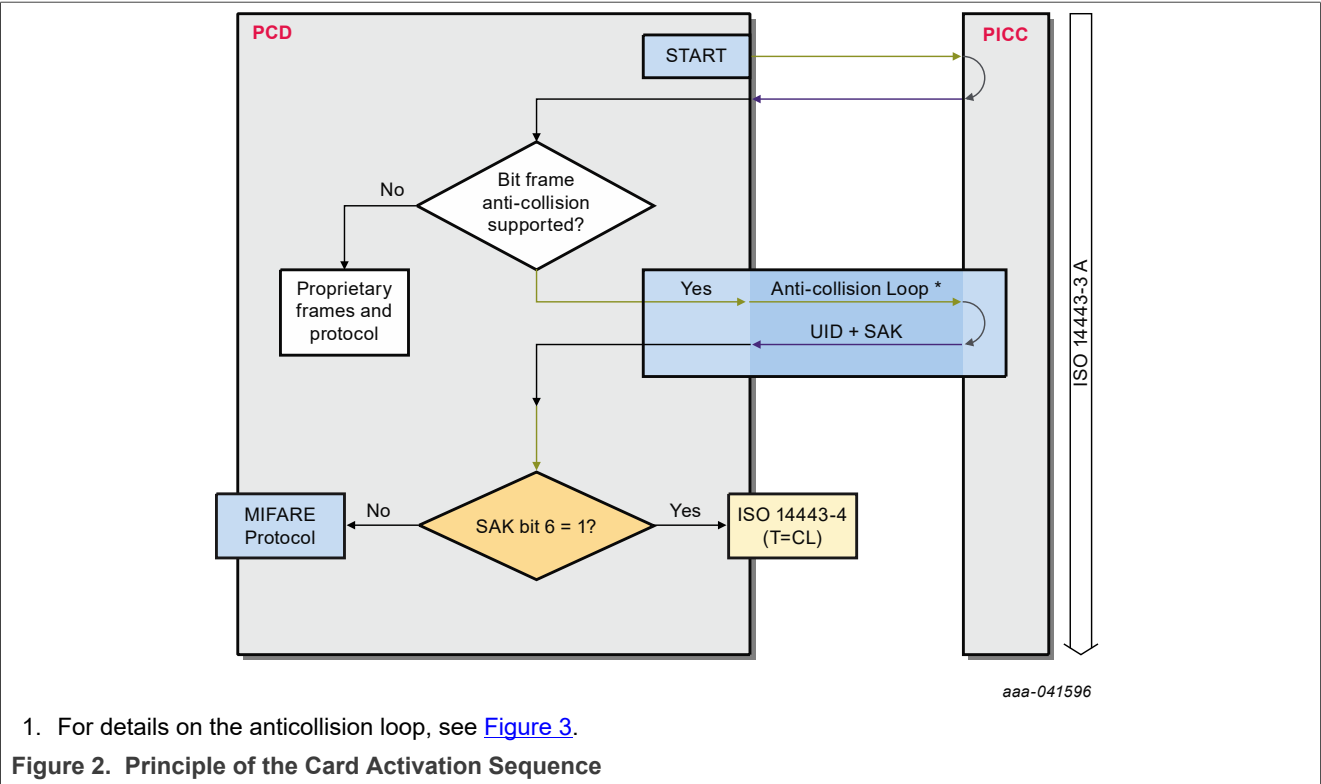 PCD
PICC
START
Bit frame
anti-collision
supported?
No
Proprietary
frames and
protocol
Yes
Anti-collision Loop *
UID + SAK
ISO 14443-3 A
SAK bit 6 = 1?
No
MIFARE
Protocol
Yes
ISO 14443-4
(T=CL)
aaa-041596
1. For details on the anticollision loop, see Figure 3.
Figure 2. Principle of the Card Activation Sequence